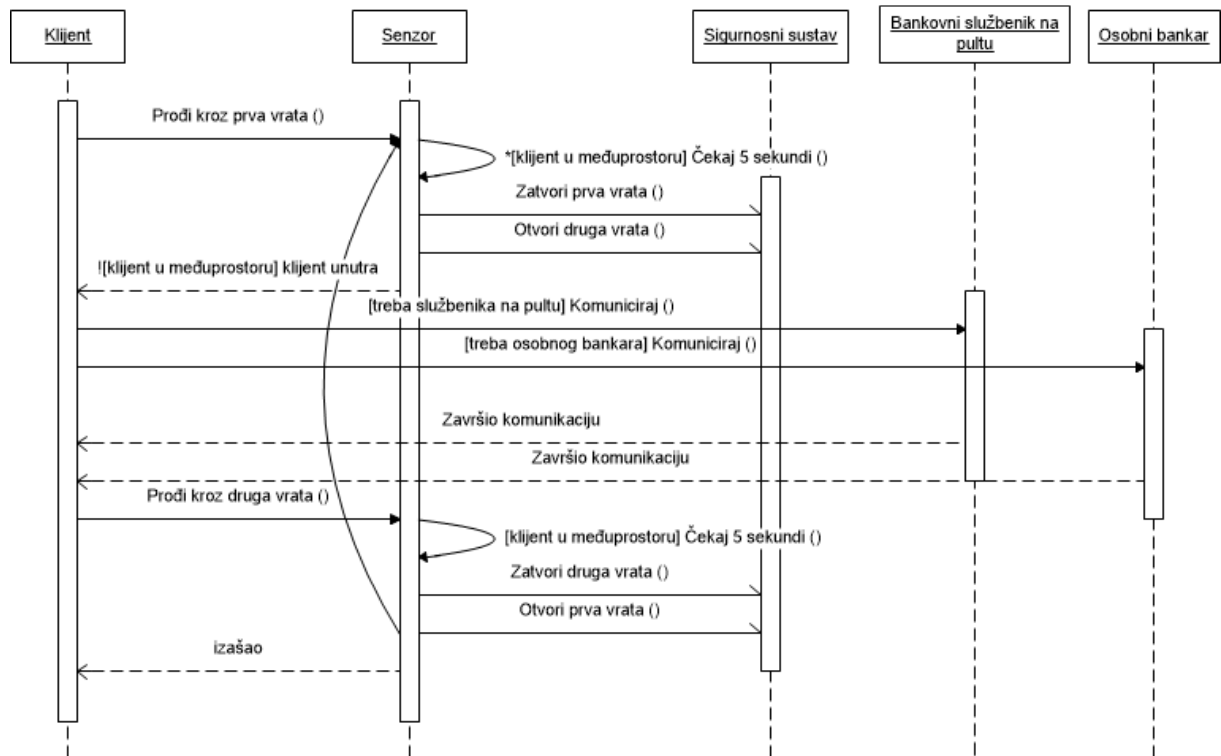 Klijent
Senzor
Sigurnosni sustav
Bankovni službenik na
pultu
Osobni bankar
Prođi kroz prva vrata ()
*[klijent u međuprostoru] Čekaj 5 sekundi ()
Zatvori prva vrata ()
Otvori druga vrata ()
![klijent u međuprostoru] klijent unutra
[treba službenika na pultu] Komuniciraj ()
[treba osobnog bankara] Komuniciraj ()
Završio komunikaciju
Završio komunikaciju
Prođi kroz druga vrata ()
[klijent u međuprostoru] Čekaj 5 sekundi ()
Zatvori druga vrata ()
Otvori prva vrata ()
izašao